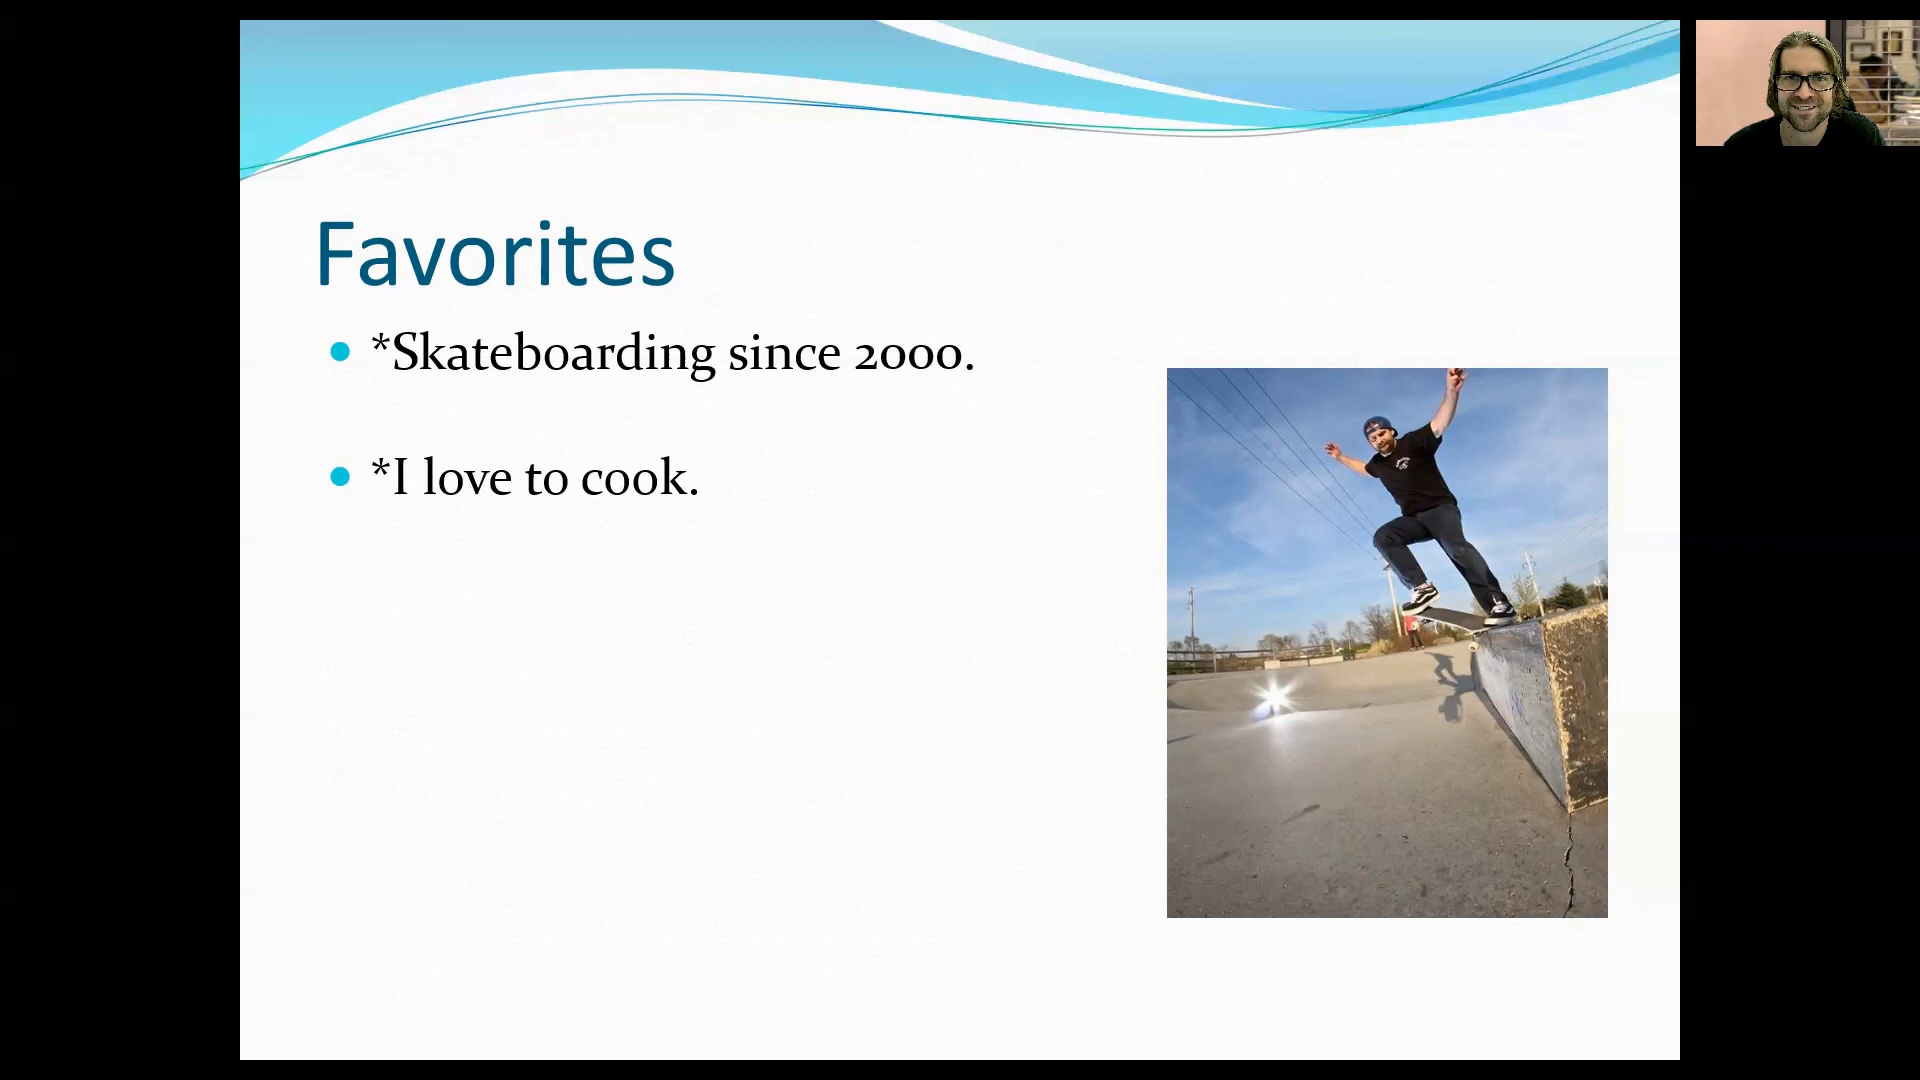 Favorites
*Skateboarding since 2000.
*I love to cook.